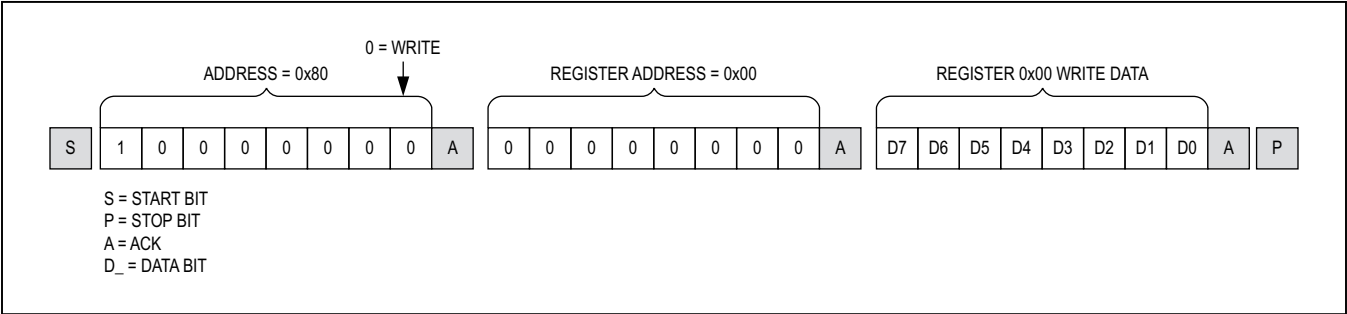 0 = WRITE
ADDRESS = 0x80 REGISTER ADDRESS = 0x00 REGISTER 0x00 WRITE DATA
S 1 0 0 0 0 0 0 0 A 0 0 0 0 0 0 0 0 A D7 D6 D5 D4 D3 D2 D1 D0 A P
S = START BIT
P = STOP BIT
A = ACK
D_ = DATA BIT